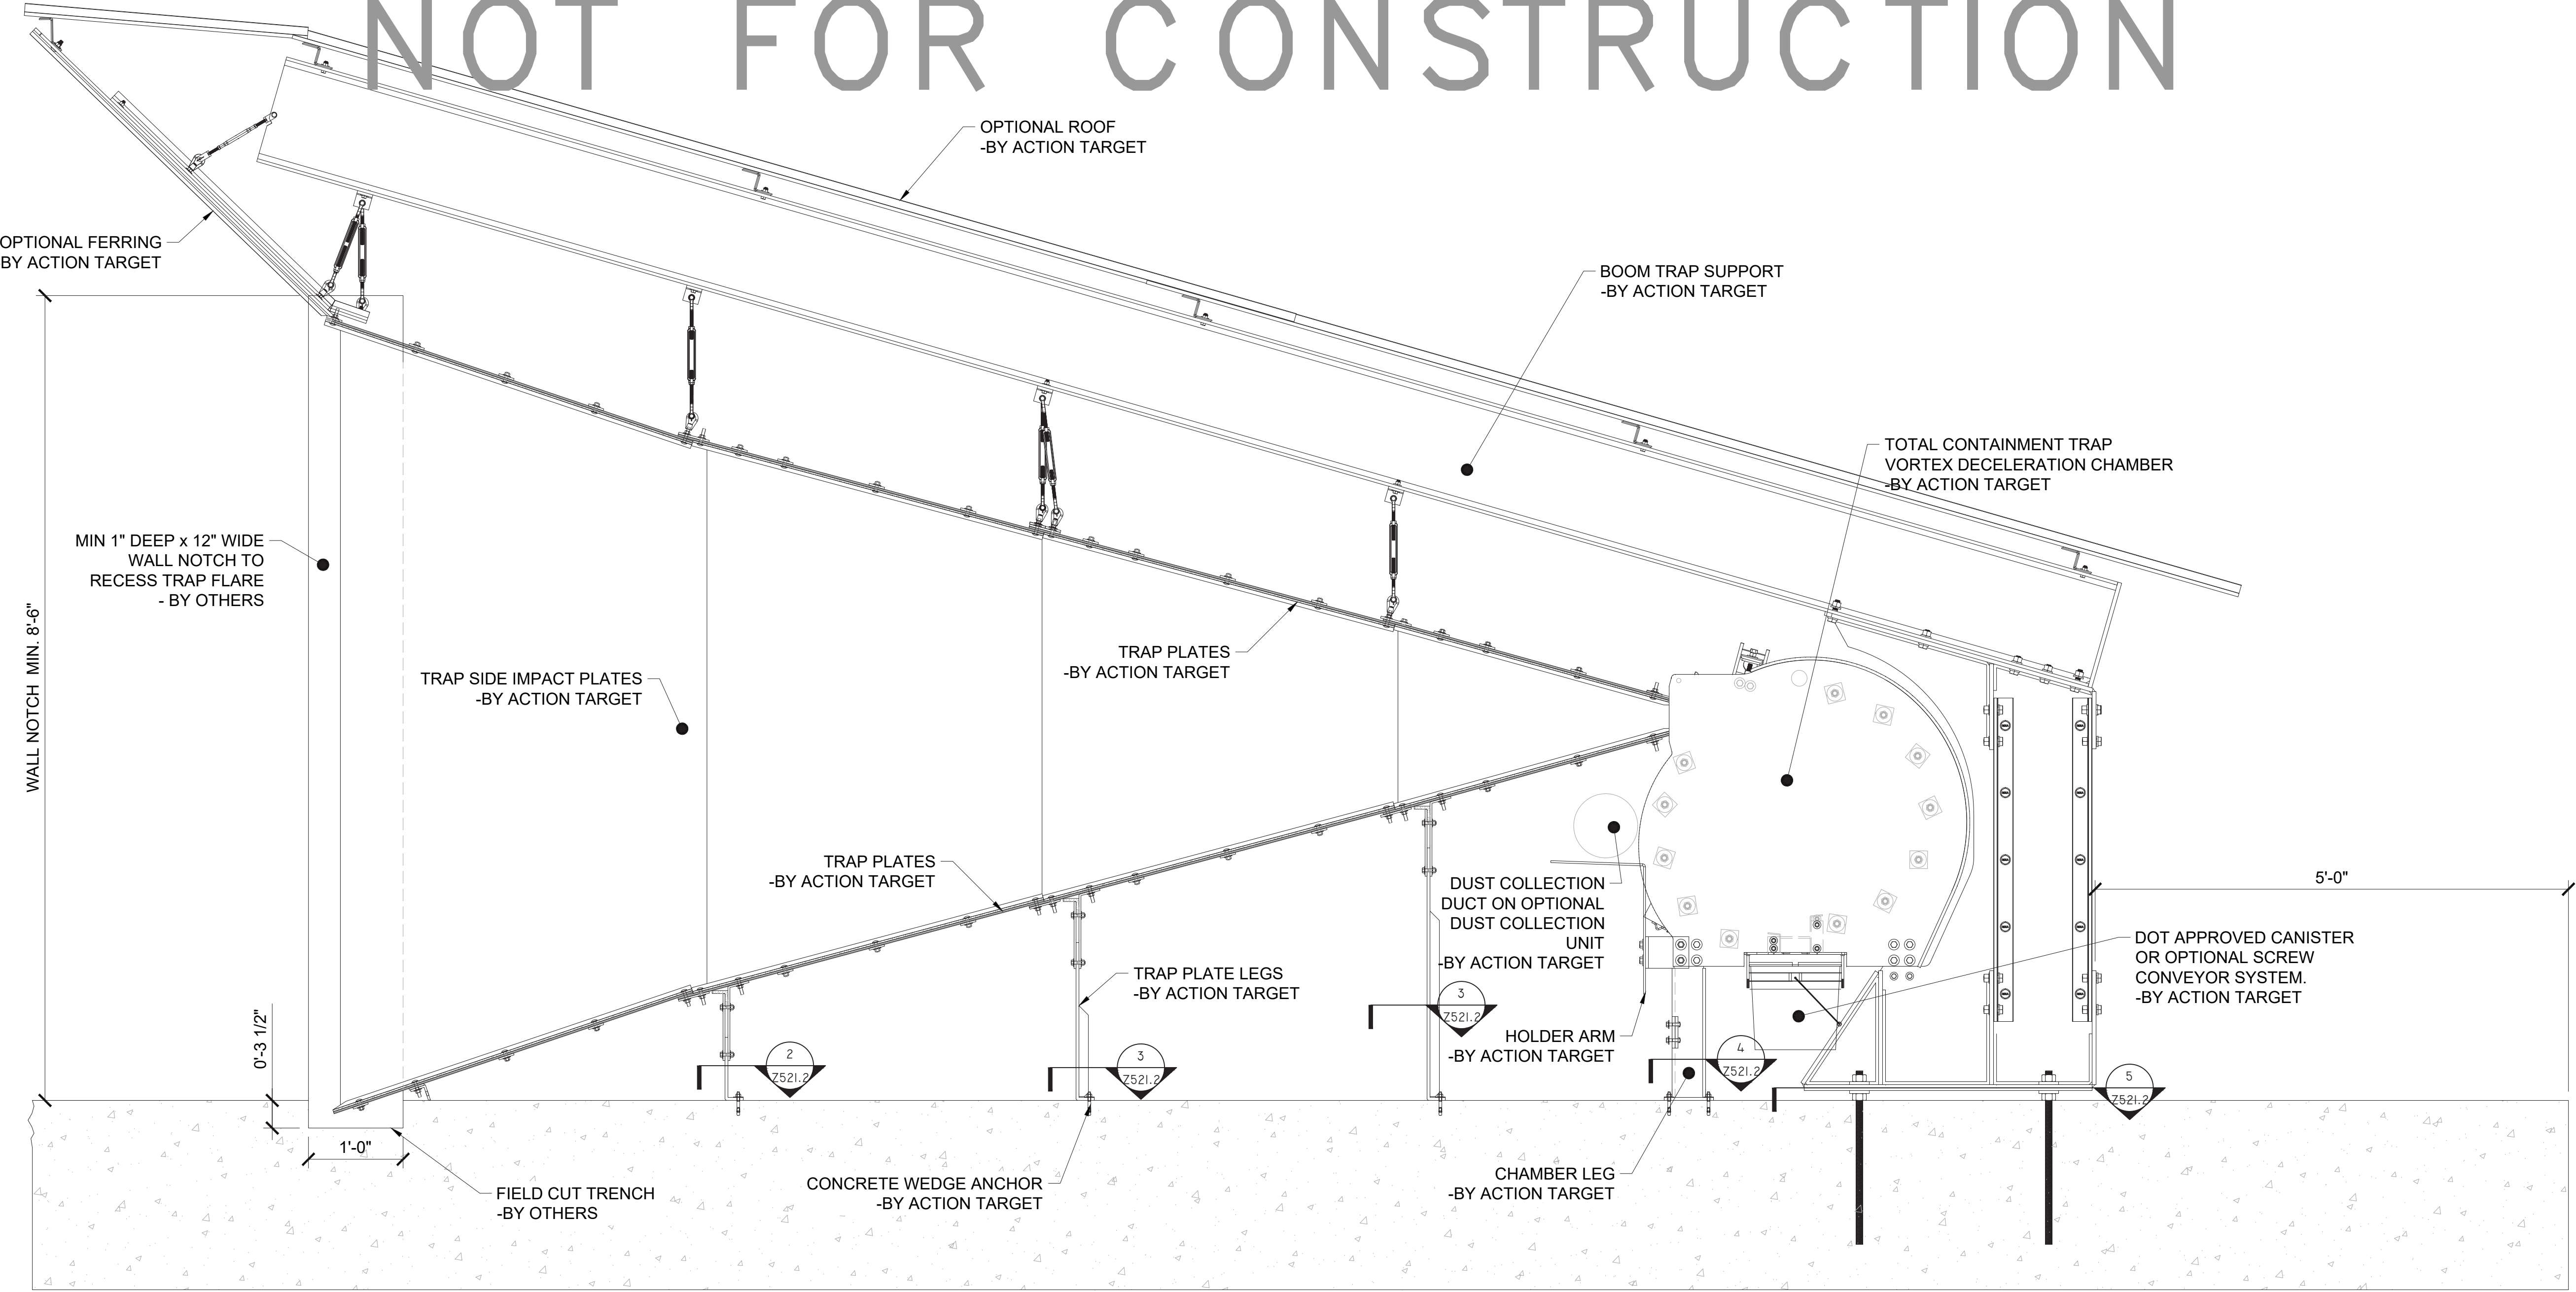 NOT FOR CONSTRUCTION
OPTIONAL ROOF
-BY ACTION TARGET
OPTIONAL FERRING
BY ACTION TARGET
BOOM TRAP SUPPORT
-BY ACTION TARGET
TOTAL CONTAINMENT TRAP
VORTEX DECELERATION CHAMBER
-BY ACTION TARGET
MIN 1" DEEP x 12" WIDE
WALL NOTCH TO
RECESS TRAP FLARE
- BY OTHERS
WALL NOTCH MIN. 8'-6"
TRAP SIDE IMPACT PLATES
-BY ACTION TARGET
TRAP PLATES
-BY ACTION TARGET
TRAP PLATES
-BY ACTION TARGET
DUST COLLECTION
DUCT ON OPTIONAL
DUST COLLECTION
UNIT
-BY ACTION TARGET
5'-0"
DOT APPROVED CANISTER
OR OPTIONAL SCREW
CONVEYOR SYSTEM.
-BY ACTION TARGET
TRAP PLATE LEGS
-BY ACTION TARGET
HOLDER ARM
-BY ACTION TARGET
0'-3 1/2"
2
Z521.2
3
Z521.2
3
Z521.2
4
Z521.2
5
Z521.2
1'-0"
FIELD CUT TRENCH
-BY OTHERS
CONCRETE WEDGE ANCHOR
-BY ACTION TARGET
CHAMBER LEG
-BY ACTION TARGET